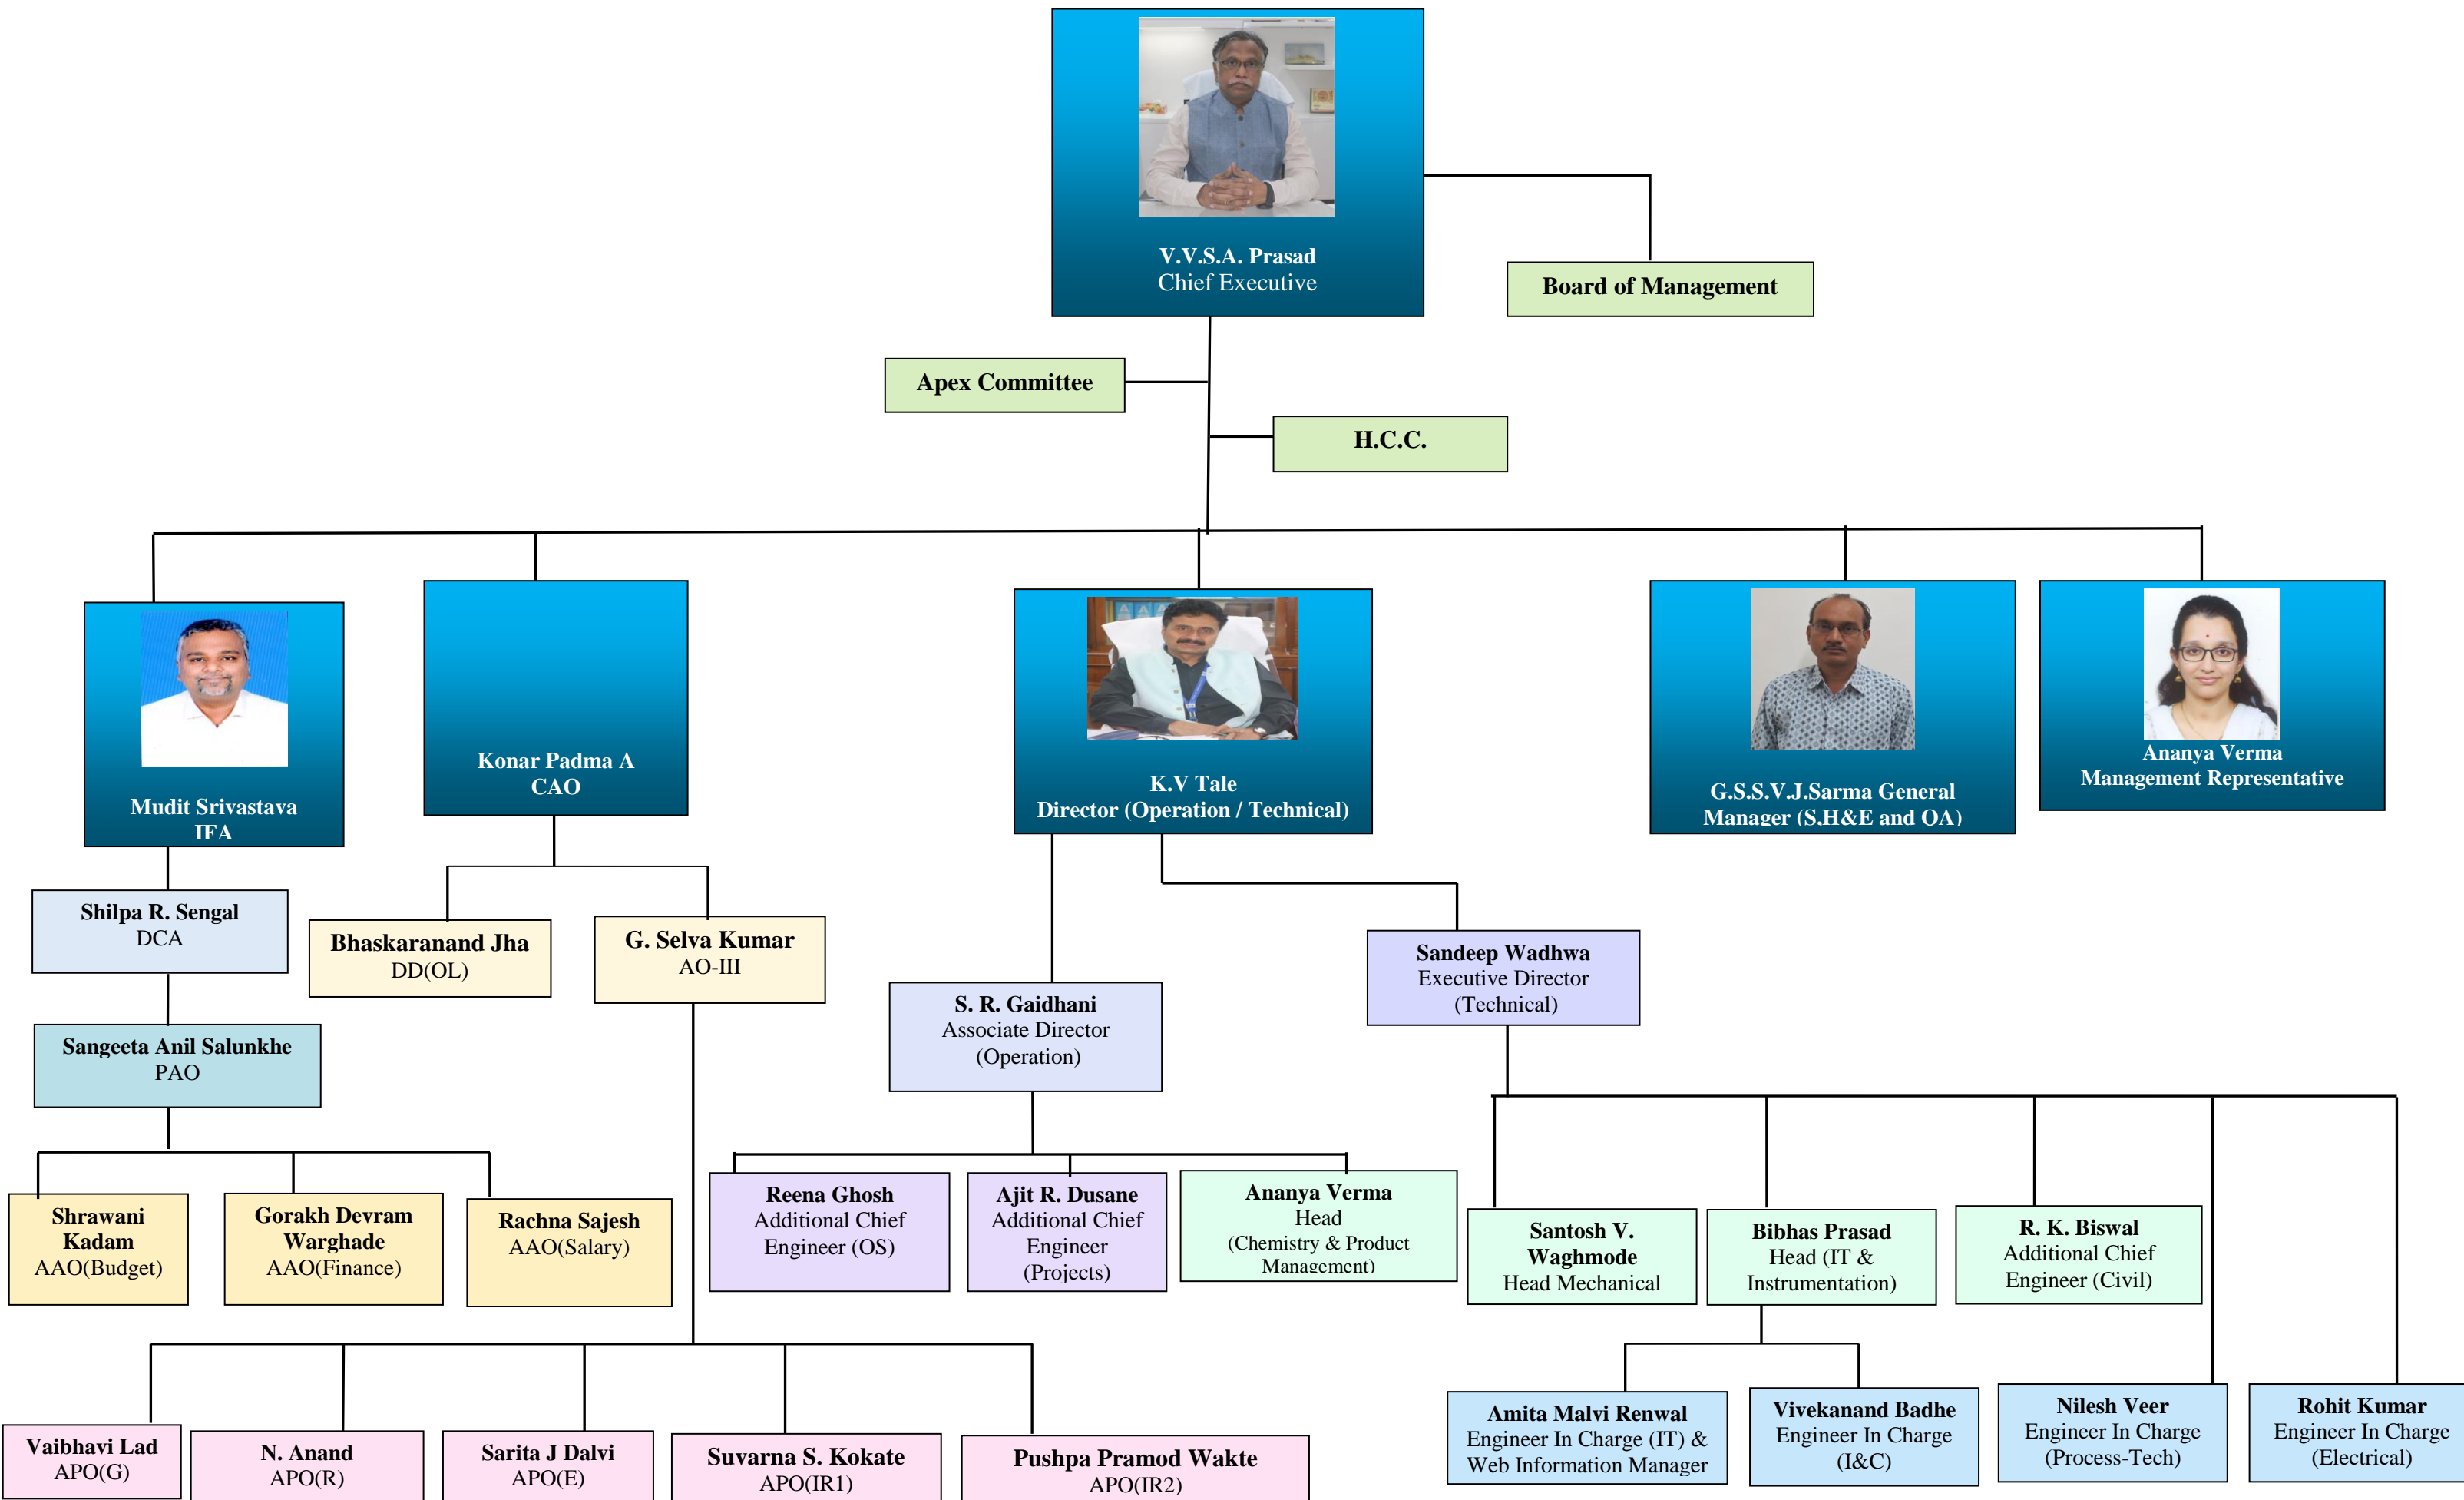 V.V.S.A. Prasad
Chief Executive
Board of Management
Apex Committee
H.C.C.
Mudit Srivastava
IFA
Konar Padma A
CAO
K.V Tale
Director (Operation / Technical)
G.S.S.V.J.Sarma General
Manager (S,H&E and OA)
Ananya Verma
Management Representative
Shilpa R. Sengal
DCA
Bhaskaranand Jha
DD(OL)
G. Selva Kumar
AO-III
Sandeep Wadhwa
Executive Director
(Technical)
S. R. Gaidhani
Associate Director
(Operation)
Sangeeta Anil Salunkhe
PAO
Shrawani
Kadam
AAO(Budget)
Gorakh Devram
Warghade
AAO(Finance)
Rachna Sajesh
AAO(Salary)
Reena Ghosh
Additional Chief
Engineer (OS)
Ajit R. Dusane
Additional Chief
Engineer
(Projects)
Ananya Verma
Head
(Chemistry & Product
Management)
Santosh V.
Waghmode
Head Mechanical
Bibhas Prasad
Head (IT &
Instrumentation)
R. K. Biswal
Additional Chief
Engineer (Civil)
Vaibhavi Lad
APO(G)
N. Anand
APO(R)
Sarita J Dalvi
APO(E)
Suvarna S. Kokate
APO(IR1)
Pushpa Pramod Wakte
APO(IR2)
Amita Malvi Renwal
Engineer In Charge (IT) &
Web Information Manager
Vivekanand Badhe
Engineer In Charge
(I&C)
Nilesh Veer
Engineer In Charge
(Process-Tech)
Rohit Kumar
Engineer In Charge
(Electrical)